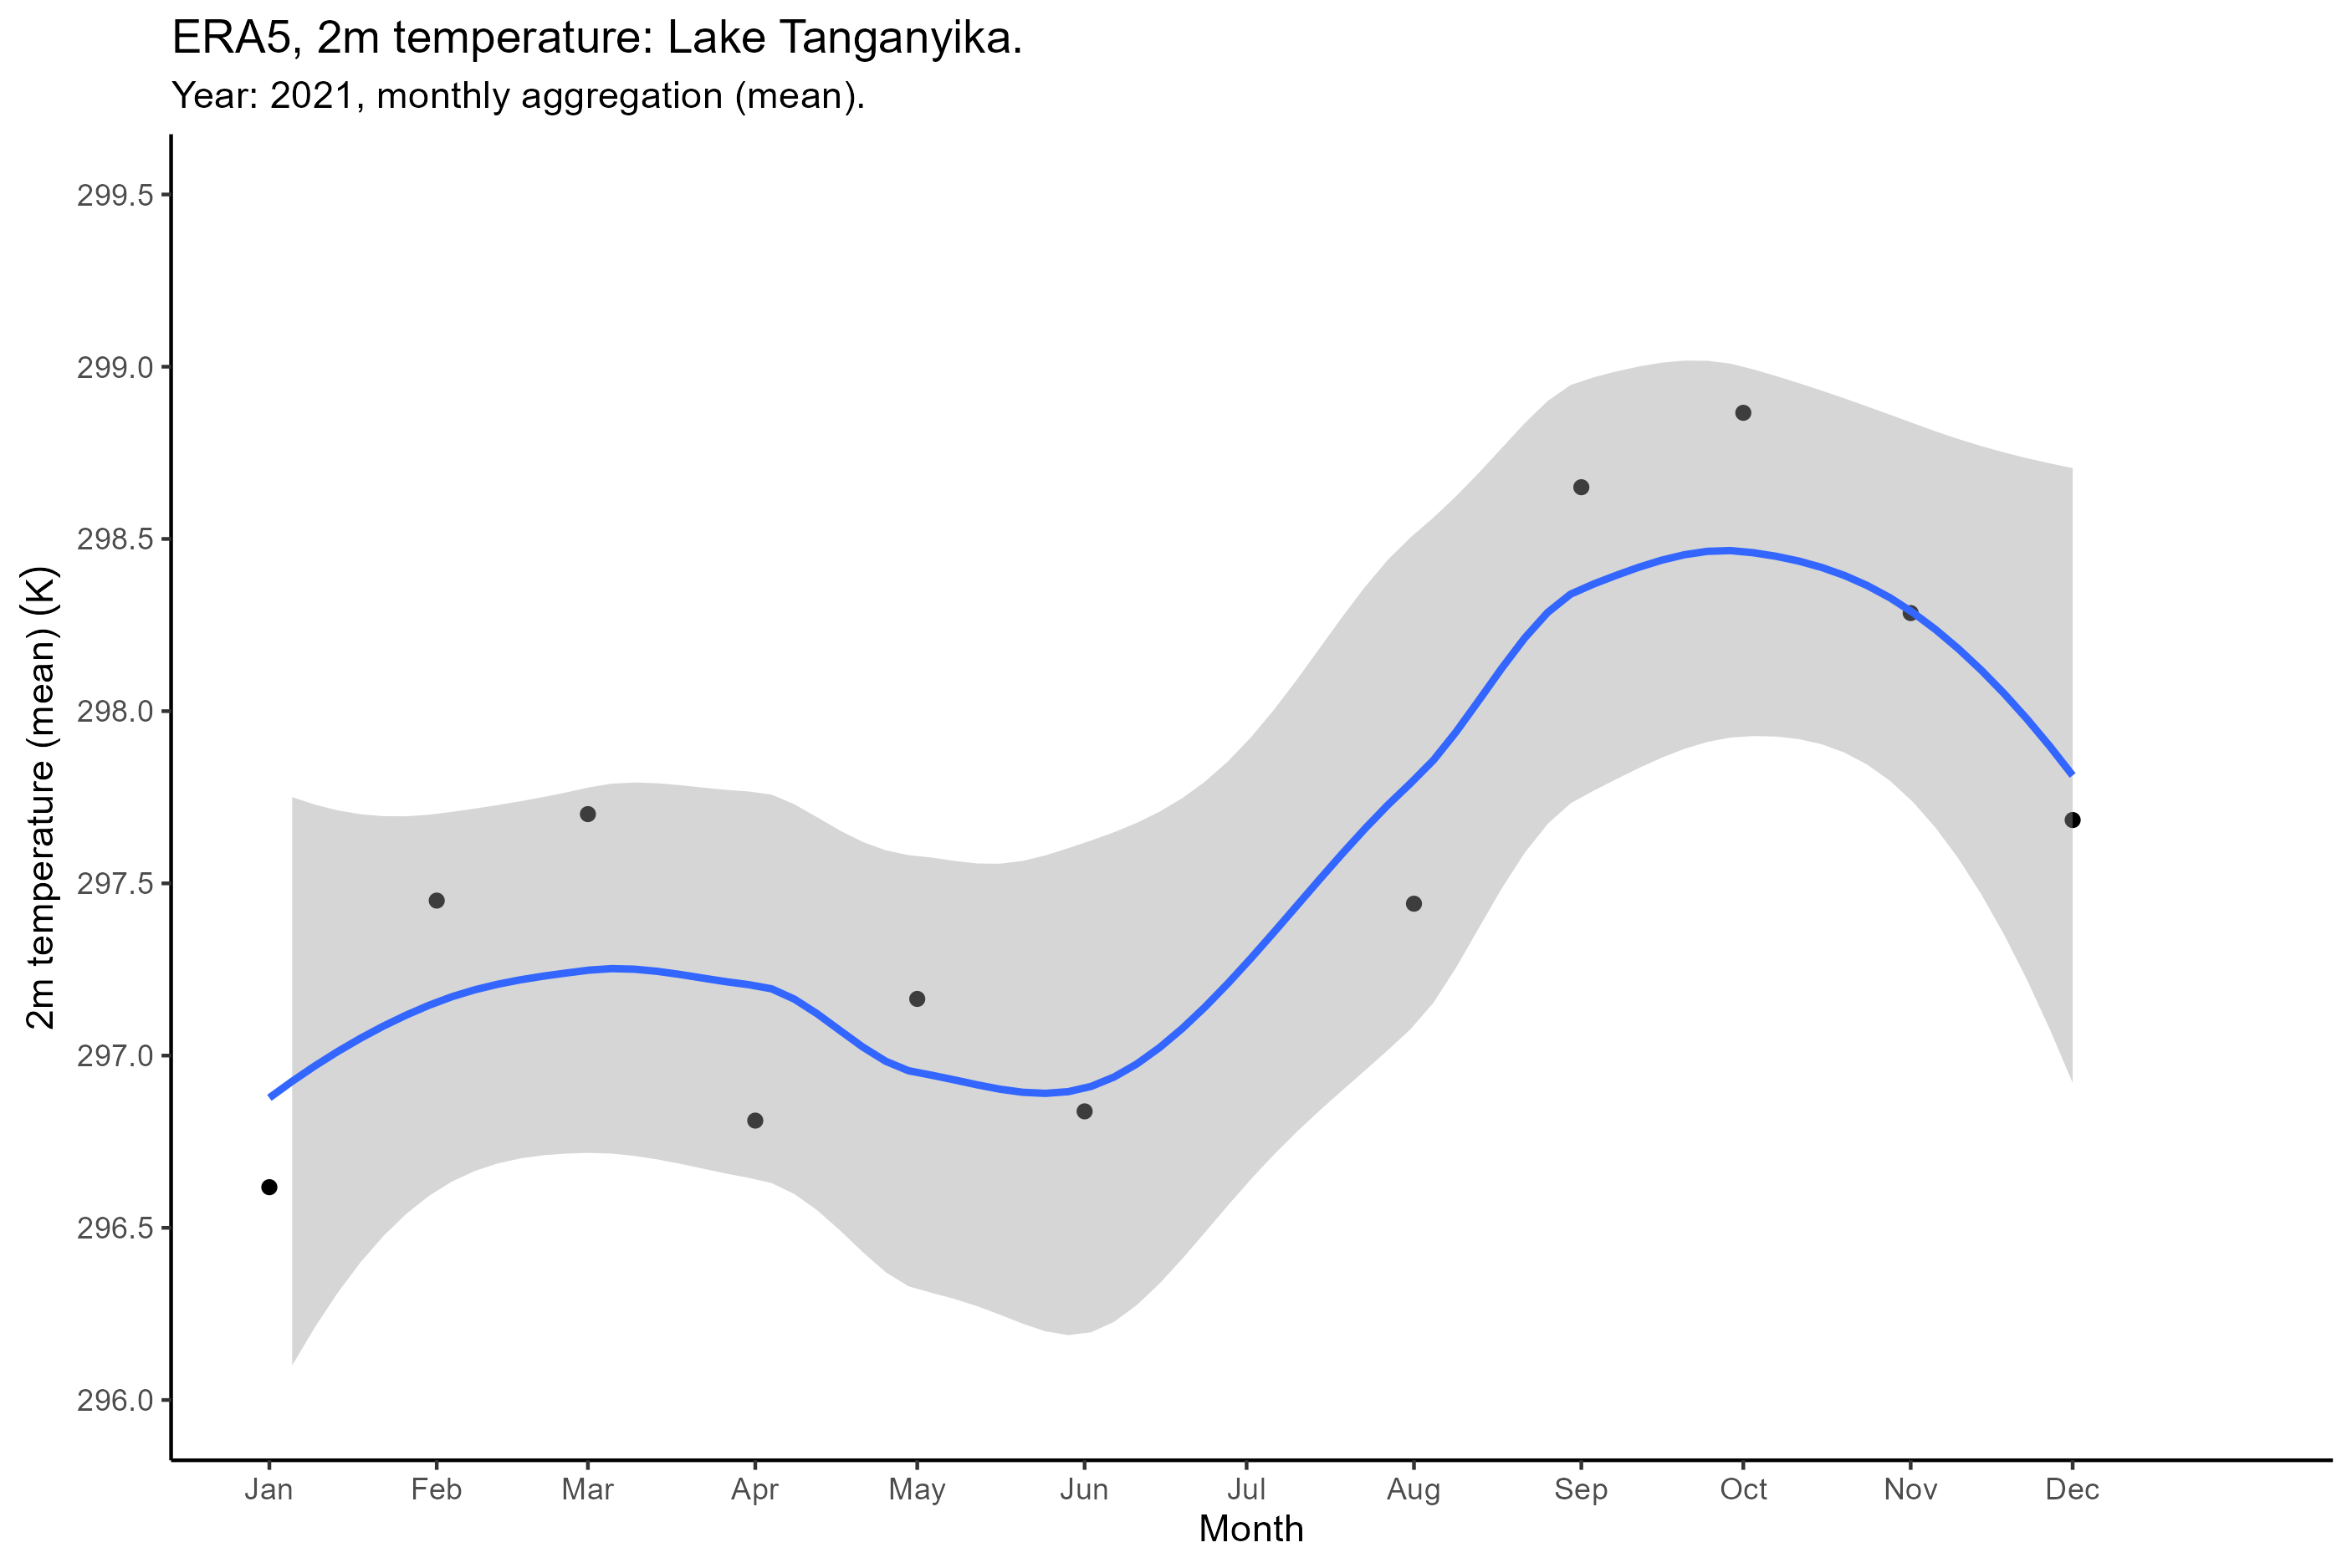 ERA5, 2m temperature: Lake Tanganyika.
Year: 2021, monthly aggregation (mean).
2m temperature (mean) (K)
299.5
299.0
298.5
298.0
297.5
297.0
296.5
296.0
Jan Feb Mar Apr May Jun Jul Aug Sep Oct Nov Dec
Month